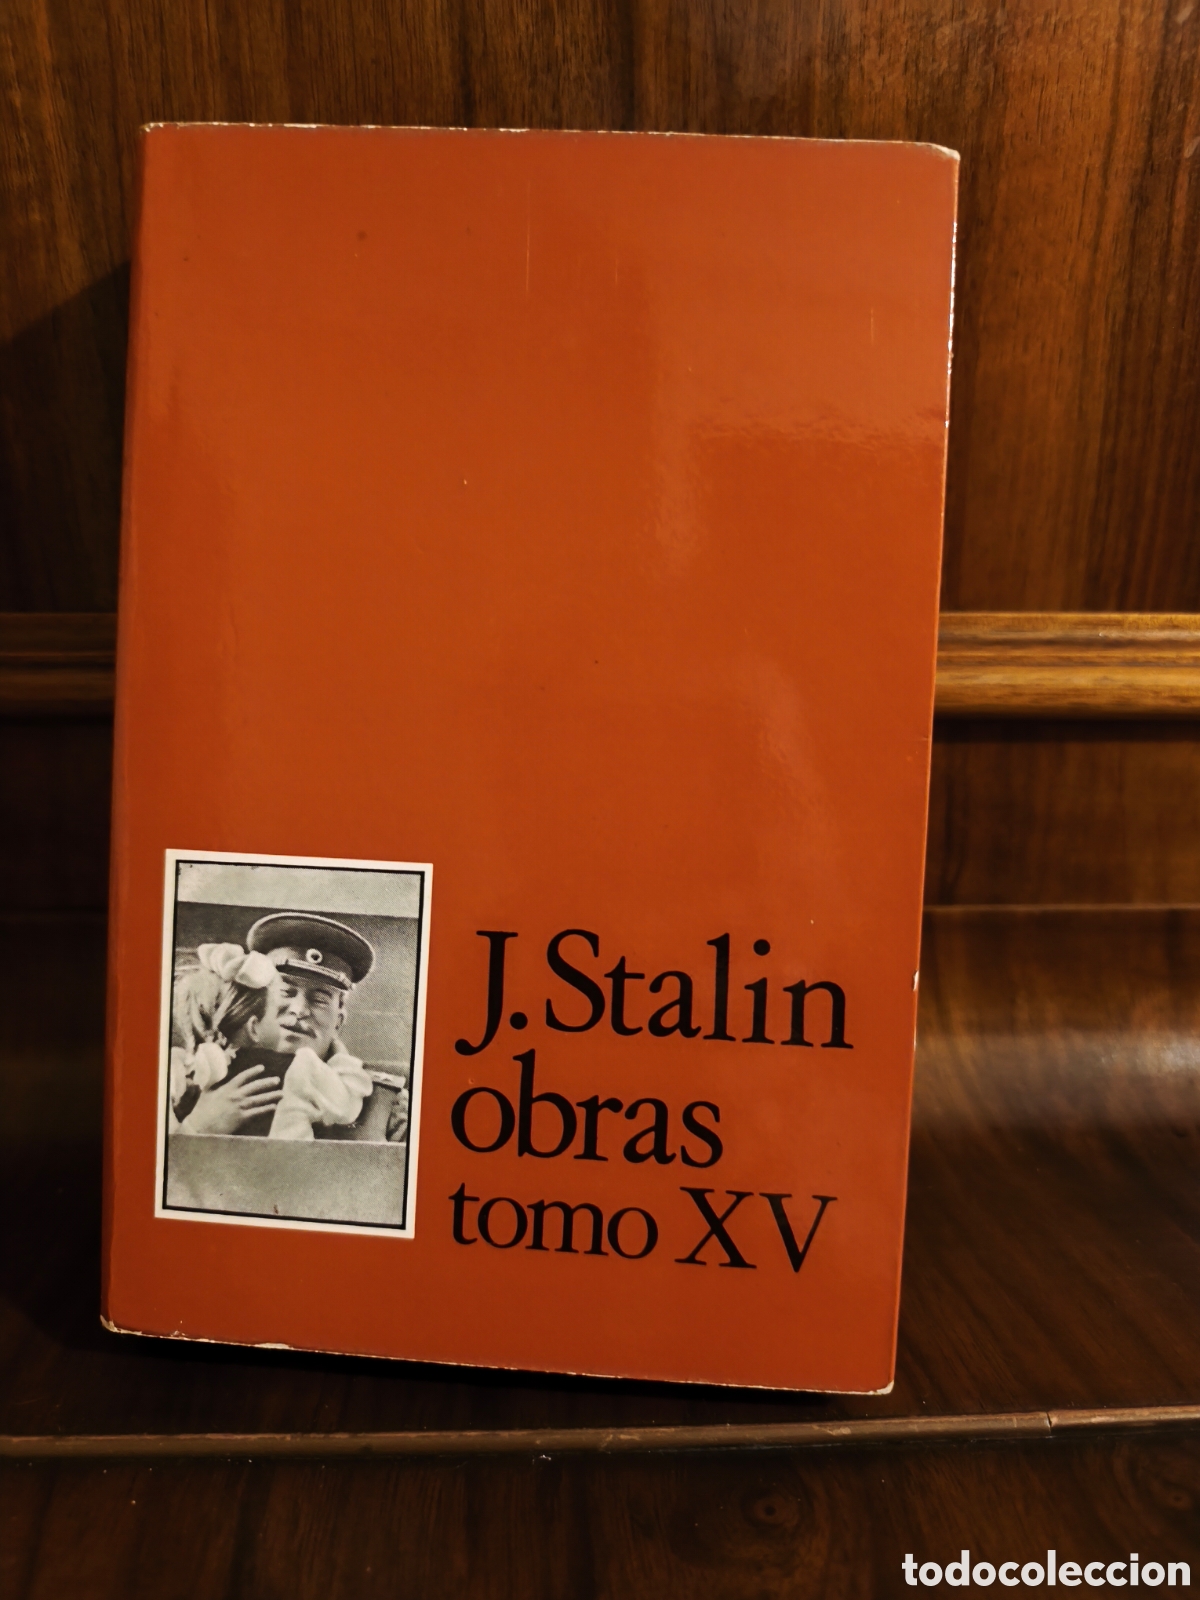 J. Stalin
obras
tomo XV
todocoleccion